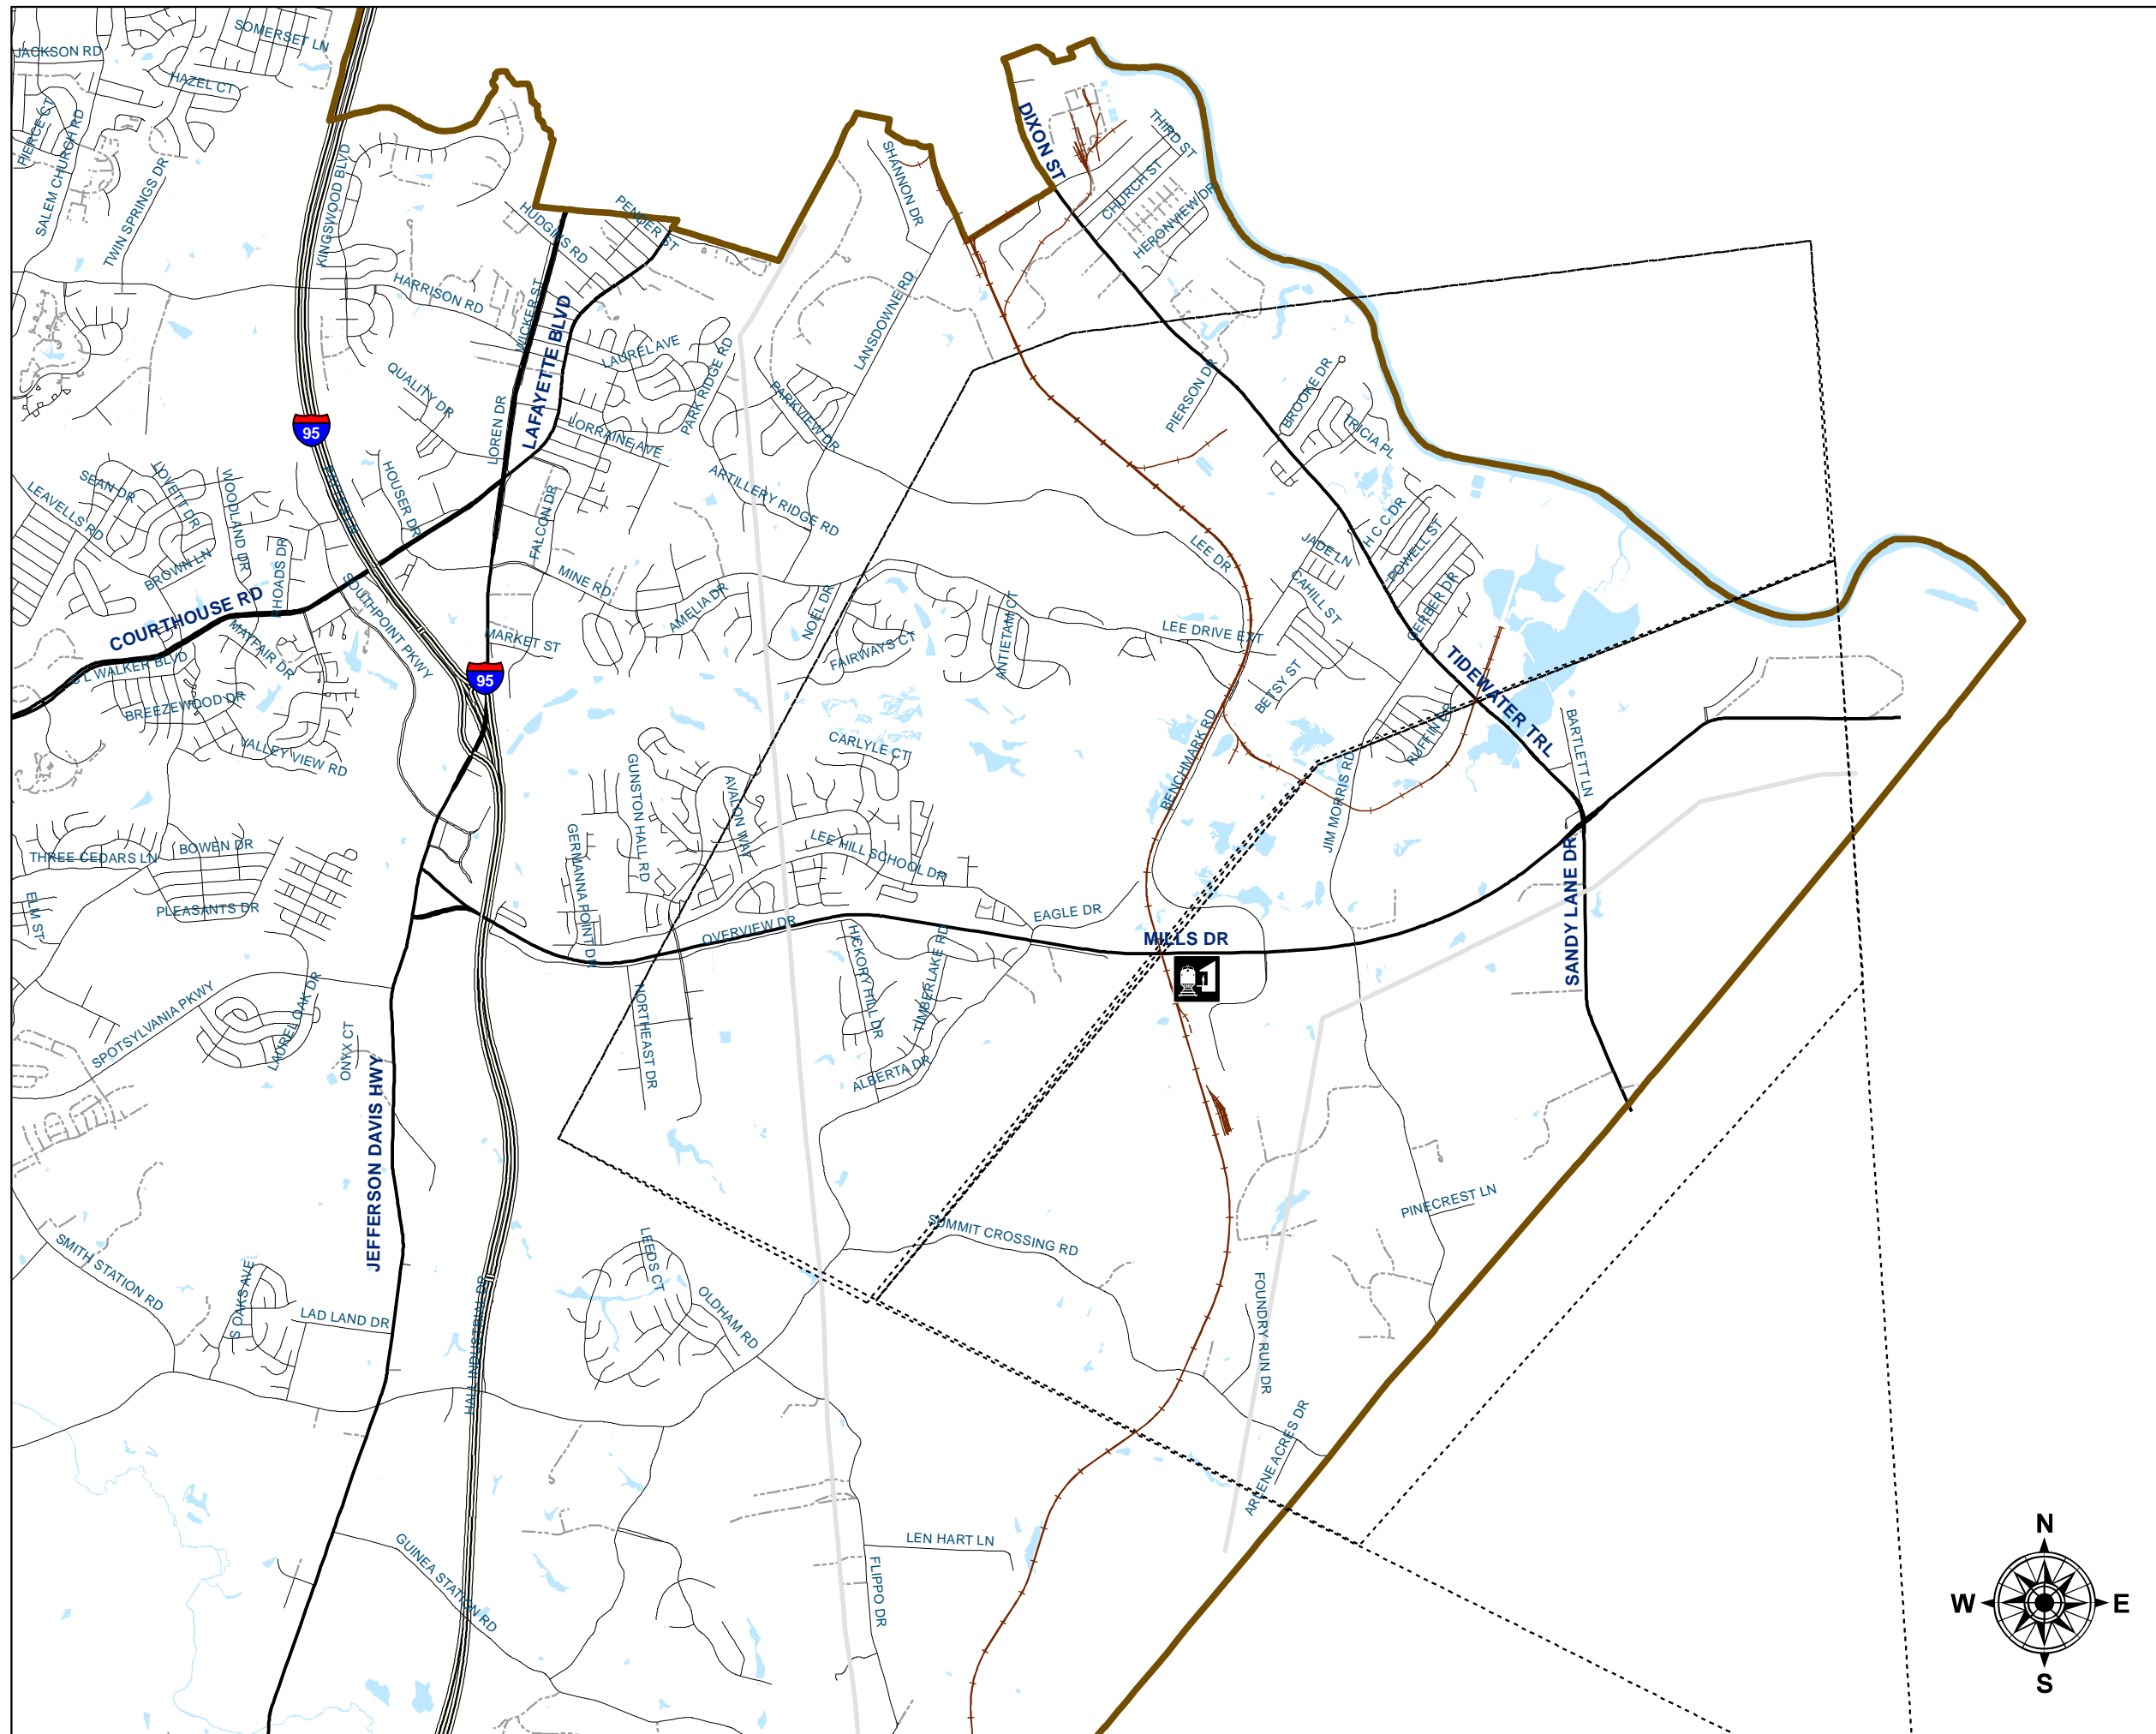 SOMERSET LN
JACKSON RD
HAZEL CT
PIERCE CT
SALEM CHURCH RD
TWIN SPRINGS DR
KINGSWOOD BLVD
HUDGINS RD
PENDER ST
SHANNON DR
DIXON ST
THIRD ST
CHURCH ST
HERONVIEW DR
HARRISON RD
WICKER ST
LAFAYETTE BLVD
LANSDOWNE RD
LAUREL AVE
PARK RIDGE RD
QUALITY DR
PARKVIEW DR
PIERSON DR
BROOKE DR
TRICIA PL
95
LOREN DR
LORRAINE AVE
SEAN DR
LOVETT DR
WOODLAND DR
HOUSER DR
LEAVELLS RD
ARTILLERY RIDGE RD
FALCON DR
H C C DR
POWELL ST
JADE LN
LEE DR
BROWN LN
RHOADS DR
MINE RD
AMELIA DR
NOEL DR
CAHILL ST
GERBER DR
COURTHOUSE RD
SOUTHPOINT PKWY
MAYFAIR DR
MARKET ST
FAIRWAYS CT
ANTIETAM CT
LEE DRIVE EXT
TIDEWATER TRL
C L WALKER BLVD
95
BREEZEWOOD DR
BETSY ST
RUFFIN DR
BARTLETT LN
VALLEY VIEW RD
CARLYLE CT
BENCHMARK RD
GUNSTON HALL RD
AVALON WAY
JIM MORRIS RD
THREE CEDARS LN
BOWEN DR
GERMANNA POINT DR
LEE HILL SCHOOL DR
SANDY LANE DR
ELM ST
PLEASANTS DR
OVERVIEW DR
EAGLE DR
MILLS DR
HICKORY HILL DR
TIMBERLAKE RD
SPOTSYLVANIA PKWY
LAUREL OAK DR
ONYX CT
NORTHEAST DR
ALBERTA DR
JEFFERSON DAVIS HWY
PINECREST LN
SUMMIT CROSSING RD
SMITH STATION RD
S OAKS AVE
LAD LAND DR
HALL INDUSTRIAL DR
LEEDS CT
OLDHAM RD
FOUNDRY RUN DR
ARLENE ACRES DR
GUINEA STATION RD
LEN HART LN
FLIPPO DR
N
W
E
S